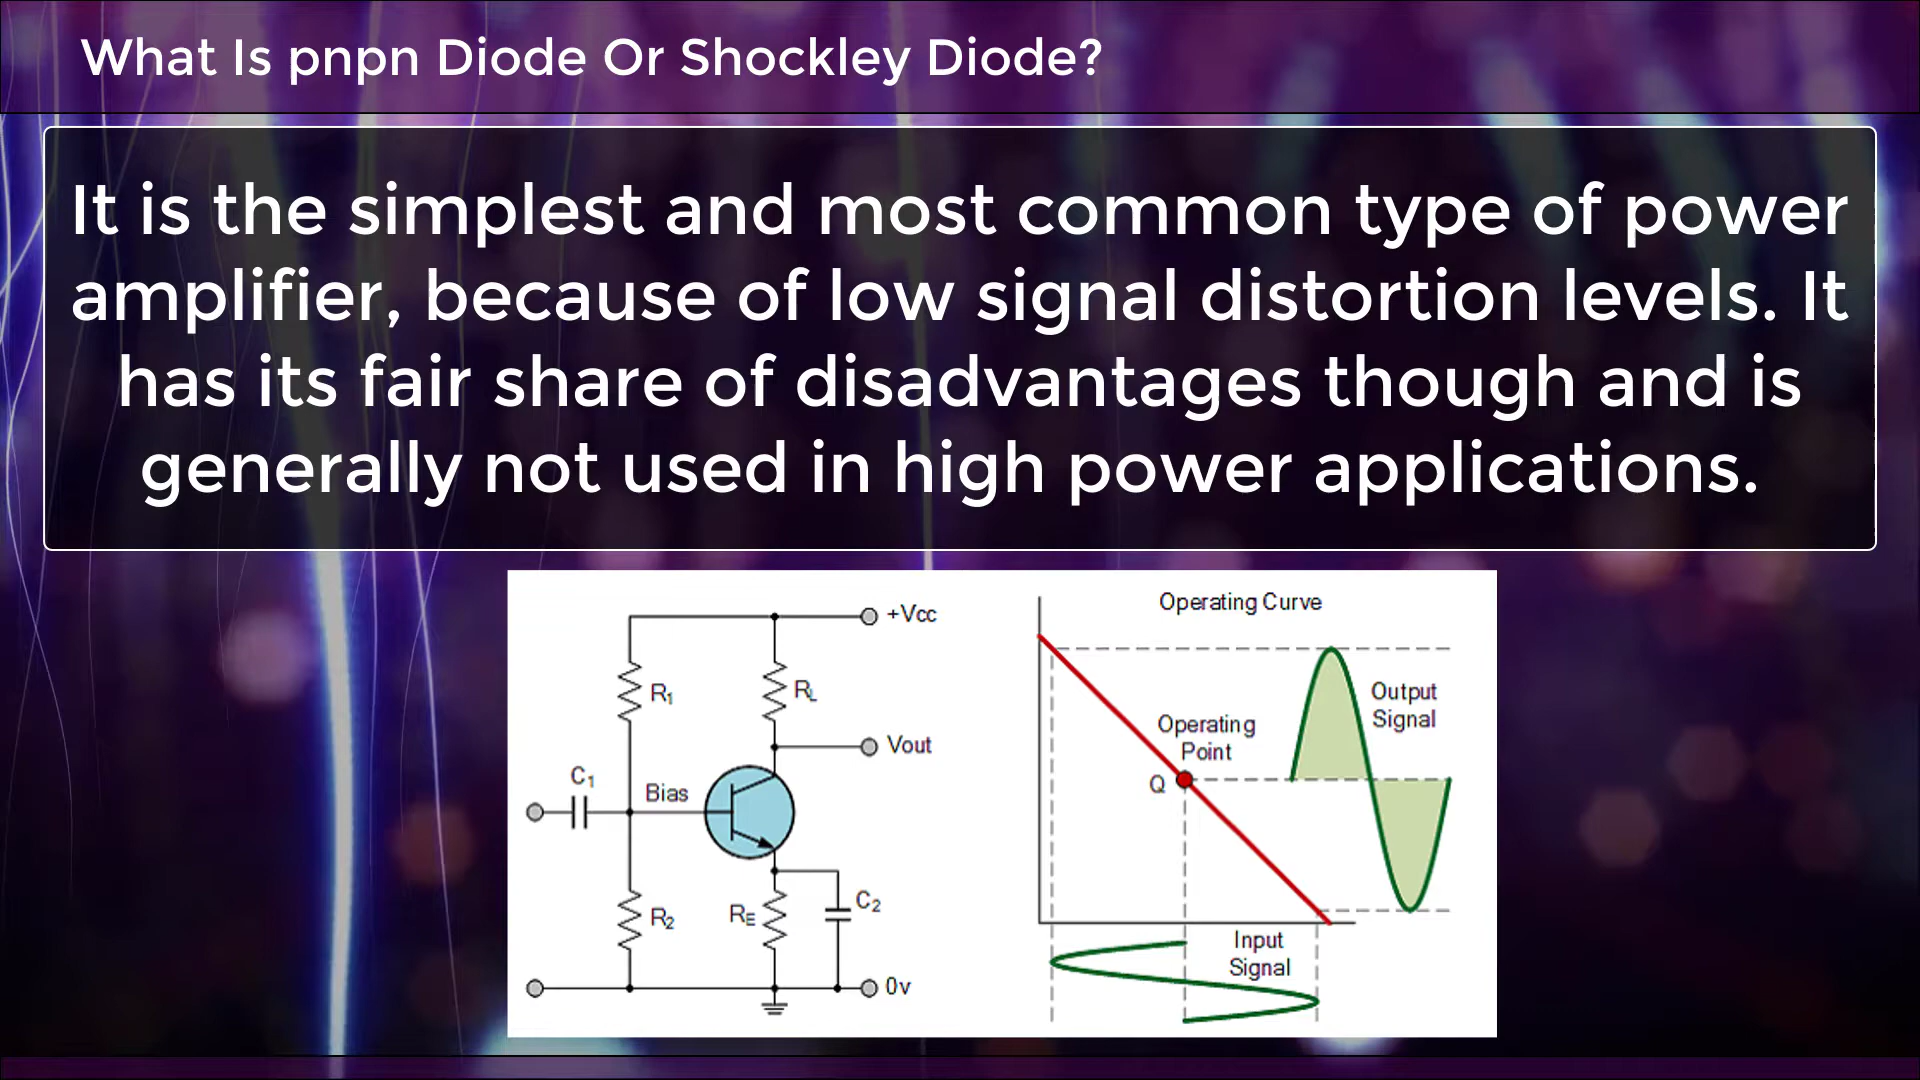 What Is pnpn Diode Or Shockley Diode?
It is the simplest and most common type of power
amplifier, because of low signal distortion levels. It
has its fair share of disadvantages though and is
generally not used in high power applications.
+Vcc
R1
RL
Vout
C1
Bias
R2
RE
C2
0v
Operating Curve
Output
Signal
Operating
Point
Q
Input
Signal